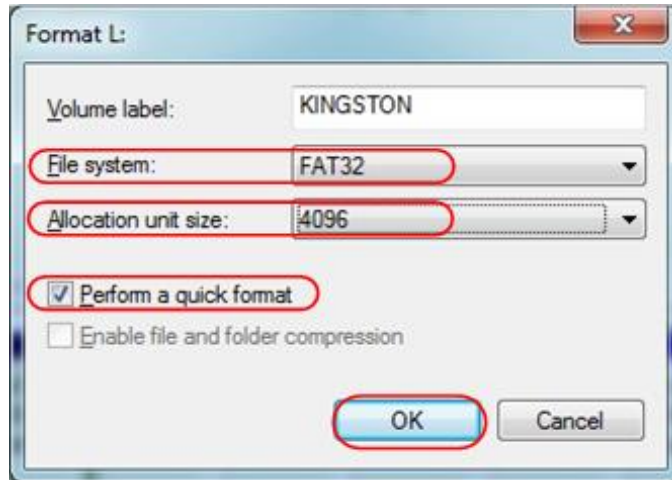 Format L:
Volume label: KINGSTON
File system: FAT32
Allocation unit size: 4096
Perform a quick format
Enable file and folder compression
OK Cancel